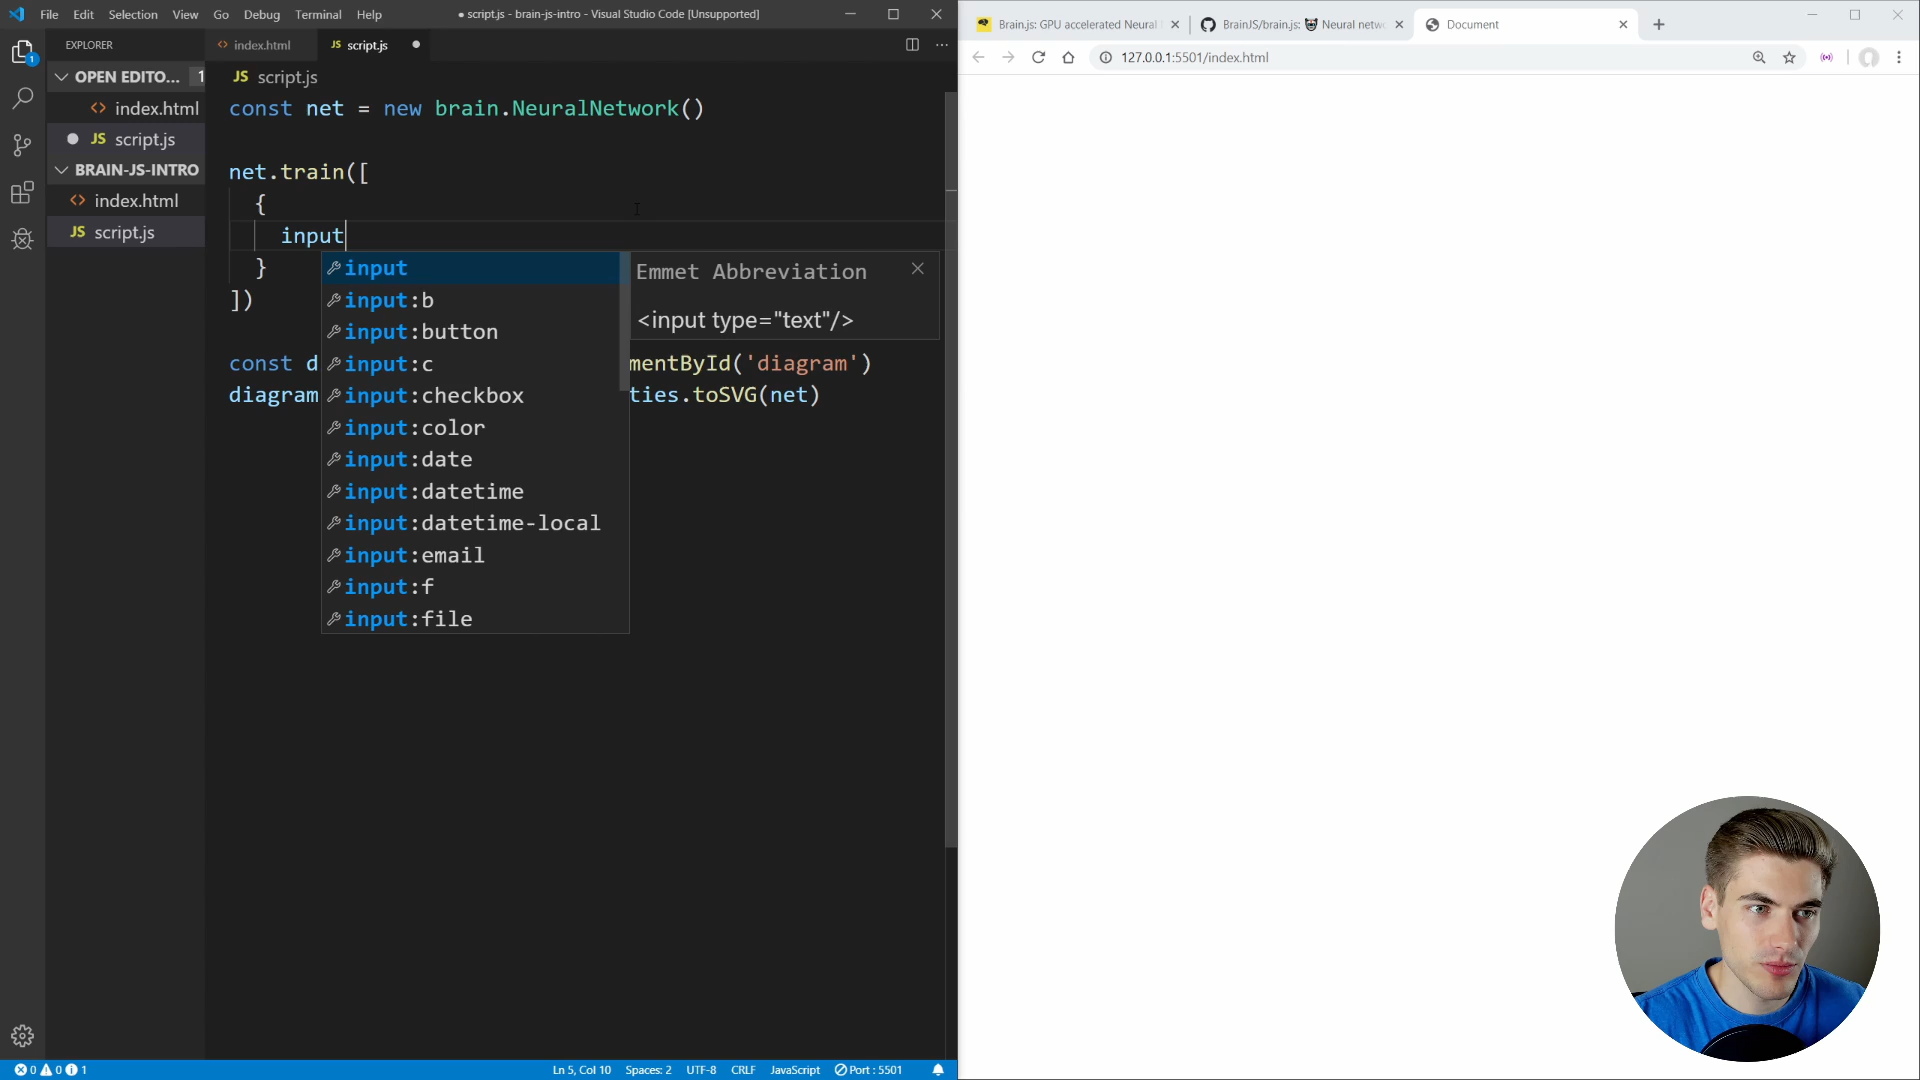 File Edit Selection View Go Debug Terminal Help
● script.js - brain-js-intro - Visual Studio Code [Unsupported]
EXPLORER
OPEN EDITO... 1
<> index.html
JS script.js
BRAIN-JS-INTRO
<> index.html
JS script.js
1
<> index.html
JS script.js
JS script.js
const net = new brain.NeuralNetwork()
net.train([
{
input
}
])
const d mentById('diagram')
diagram ties.toSVG(net)
input
input:b
input:button
input:c
input:checkbox
input:color
input:date
input:datetime
input:datetime-local
input:email
input:f
input:file
Emmet Abbreviation
<input type="text"/>
0 0 1
Ln 5, Col 10 Spaces: 2 UTF-8 CRLF JavaScript Port : 5501
Brain.js: GPU accelerated Neural
BrainJS/brain.js: Neural netw
Document
127.0.0.1:5501/index.html